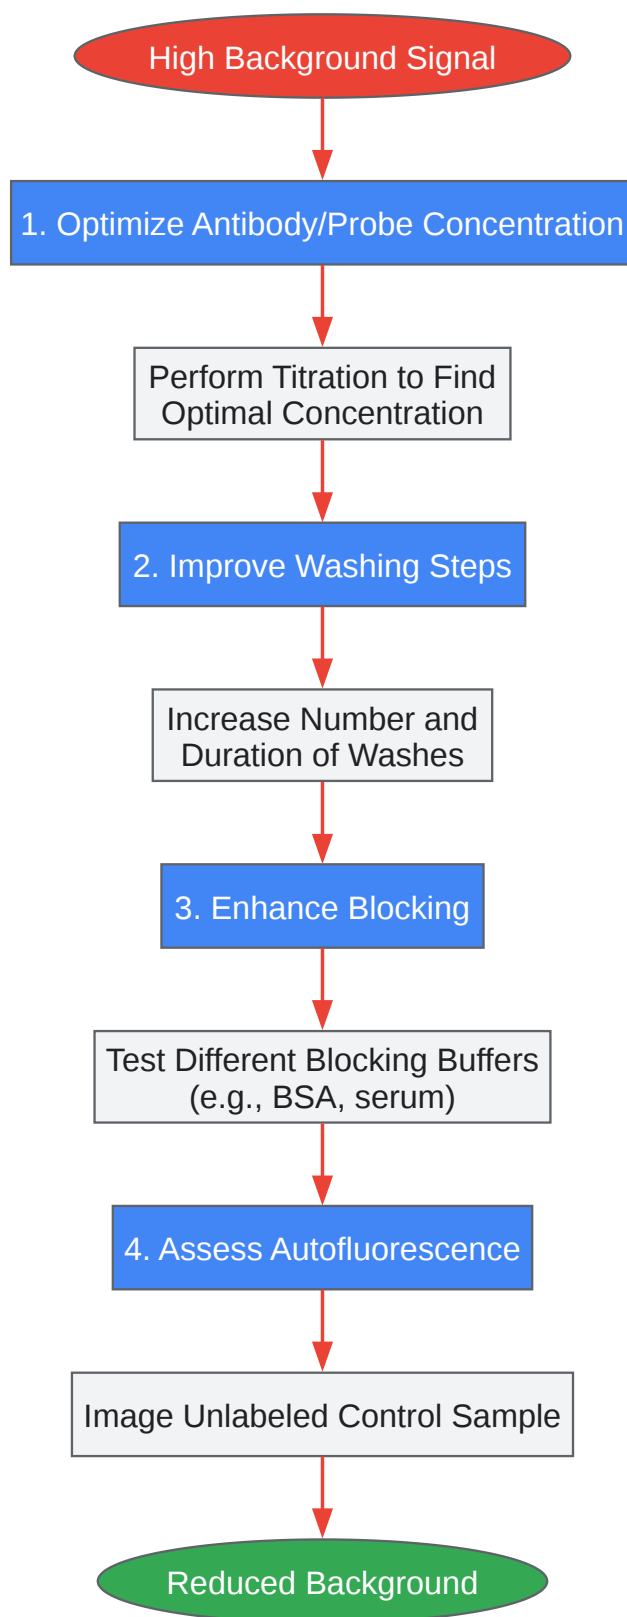 High Background Signal
1. Optimize Antibody/Probe Concentration
Perform Titration to Find
Optimal Concentration
2. Improve Washing Steps
Increase Number and
Duration of Washes
3. Enhance Blocking
Test Different Blocking Buffers
(e.g., BSA, serum)
4. Assess Autofluorescence
Image Unlabeled Control Sample
Reduced Background